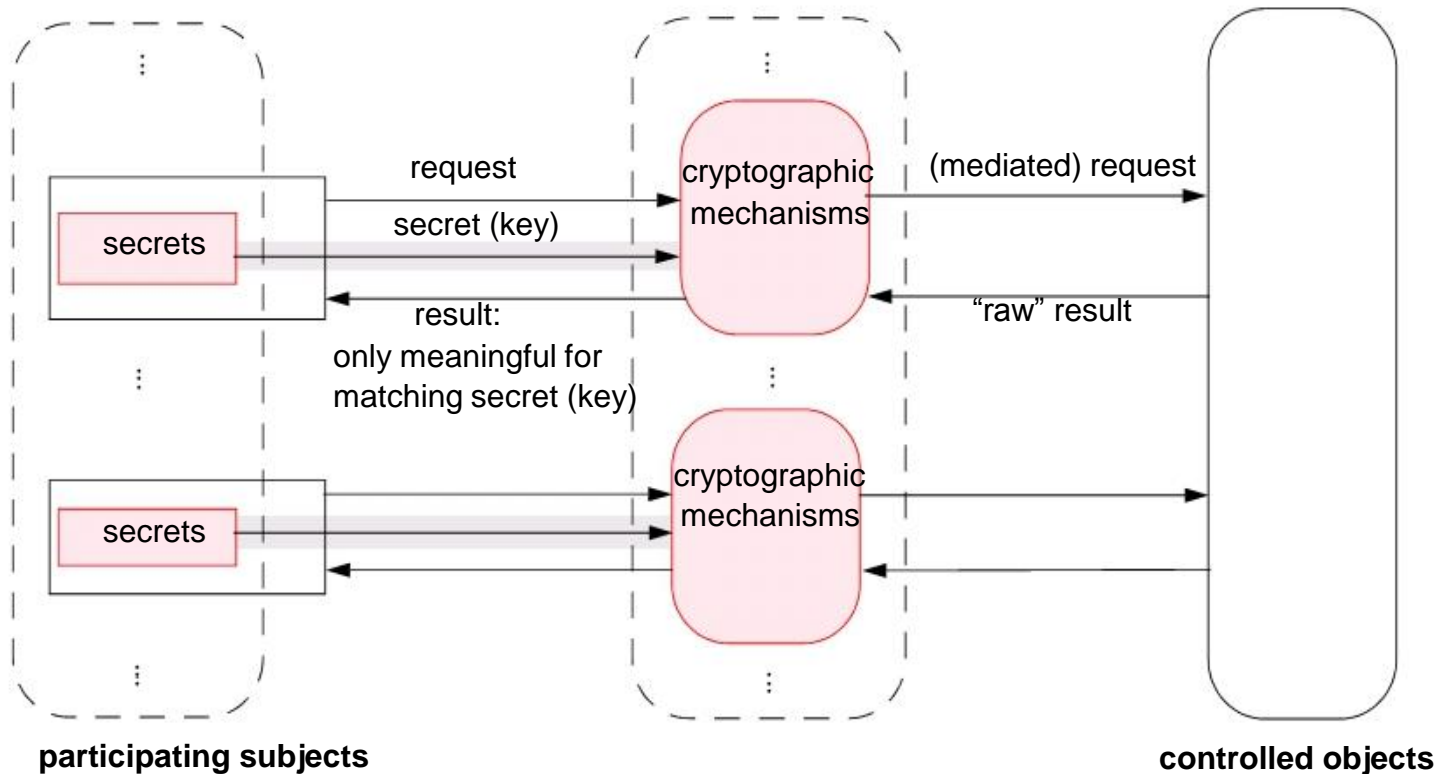 request
secret (key)
secrets
result:
only meaningful for
matching secret (key)
cryptographic
mechanisms
(mediated) request
“raw” result
secrets
cryptographic
mechanisms
participating subjects
controlled objects